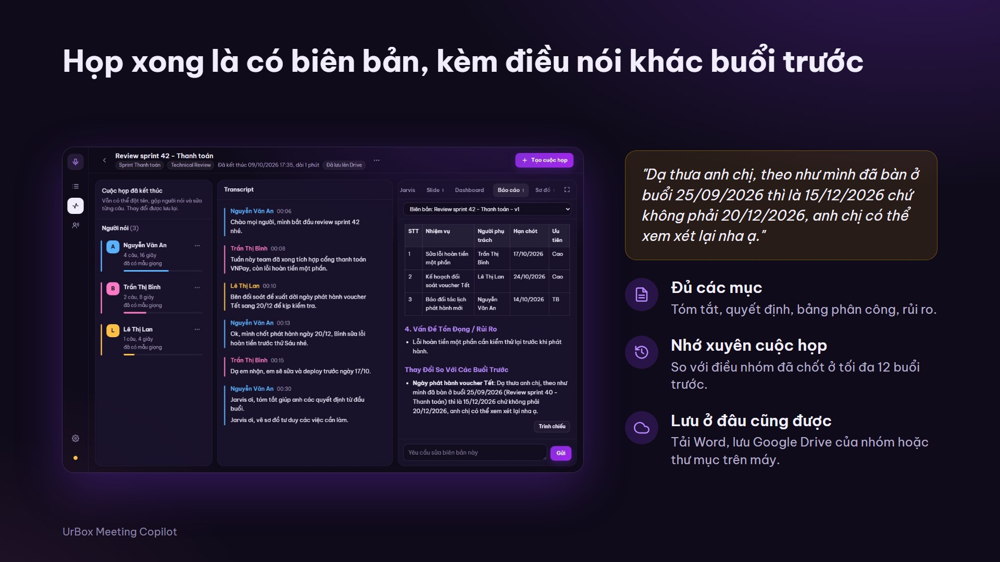 Họp xong là có biên bản, kèm điều nói khác buổi trước
Review sprint 42 - Thanh toán
Sprint Thanh toán
Technical Review
Đã kết thúc 09/10/2026 17:35, dài 1 phút
Đã lưu lên Drive
Tạo cuộc họp
Cuộc họp đã kết thúc
Vẫn có thể đặt tên, gộp người nói và sửa
từng câu. Thay đổi được lưu lại.
Người nói (3)
A
Nguyễn Văn An
4 câu, 16 giây
đã có mẫu giọng
B
Trần Thị Bình
2 câu, 8 giây
đã có mẫu giọng
L
Lê Thị Lan
1 câu, 4 giây
đã có mẫu giọng
Transcript
Nguyễn Văn An 00:06
Chào mọi người, mình bắt đầu review sprint 42
nhé.
Trần Thị Bình 00:08
Tuần này team đã xong tích hợp cổng thanh toán
VNPay, còn lỗi hoàn tiền một phần.
Lê Thị Lan 00:10
Bên đối soát đề xuất dời ngày phát hành voucher
Tết sang 20/12 để kịp kiểm tra.
Nguyễn Văn An 00:13
Ok, mình chốt phát hành ngày 20/12, Bình sửa lỗi
hoàn tiền trước thứ Sáu nhé.
Trần Thị Bình 00:15
Dạ em nhận, em sẽ sửa và deploy trước ngày 17/10.
Nguyễn Văn An 00:30
Jarvis ơi, tóm tắt giúp anh các quyết định từ đầu
buổi.
Jarvis ơi, vẽ sơ đồ tư duy các việc cần làm.
Jarvis
Slide 1
Dashboard
Báo cáo 1
Sơ đồ 1
Biên bản: Review sprint 42 - Thanh toán - v1
STT Nhiệm vụ Người phụ trách Hạn chót Ưu tiên
1 Sửa lỗi hoàn tiền một phần Trần Thị Bình 17/10/2026 Cao
2 Kế hoạch đối soát voucher Tết Lê Thị Lan 24/10/2026 Cao
3 Báo đối tác lịch phát hành mới Nguyễn Văn An 14/10/2026 TB
4. Vấn Đề Tồn Đọng / Rủi Ro
• Lỗi hoàn tiền một phần cần kiểm thử lại trước khi phát
hành.
Thay Đổi So Với Các Buổi Trước
• Ngày phát hành voucher Tết: Dạ thưa anh chị, theo như
mình đã bàn ở buổi 25/09/2026 (Review sprint 40 -
Thanh toán) thì là 15/12/2026 chứ không phải
20/12/2026, anh chị có thể xem xét lại nha ạ.
Trình chiếu
Yêu cầu sửa biên bản này
Gửi
"Dạ thưa anh chị, theo như mình đã bàn ở
buổi 25/09/2026 thì là 15/12/2026 chứ
không phải 20/12/2026, anh chị có thể
xem xét lại nha ạ."
Đủ các mục
Tóm tắt, quyết định, bảng phân công, rủi ro.
Nhớ xuyên cuộc họp
So với điều nhóm đã chốt ở tối đa 12 buổi
trước.
Lưu ở đâu cũng được
Tải Word, lưu Google Drive của nhóm hoặc
thư mục trên máy.
UrBox Meeting Copilot